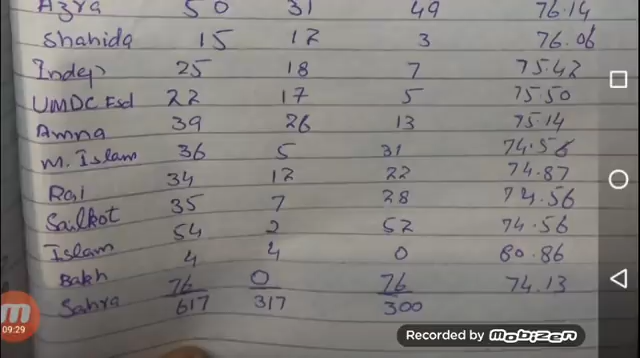 Azra 50 31 49 76.14
Shahida 15 12 3 76.06
Indep 25 18 7 75.42
UMDC Fsd 22 17 5 75.50
Amna 39 26 13 75.14
M. Islam 36 5 31 74.56
Rai 34 12 22 74.87
Sailkot 35 7 28 74.56
Islam 54 2 52 74.56
Bakh 4 4 0 80.86
Sahra 76 0 76 74.13
617 317 300
09:29
Recorded by mobizen